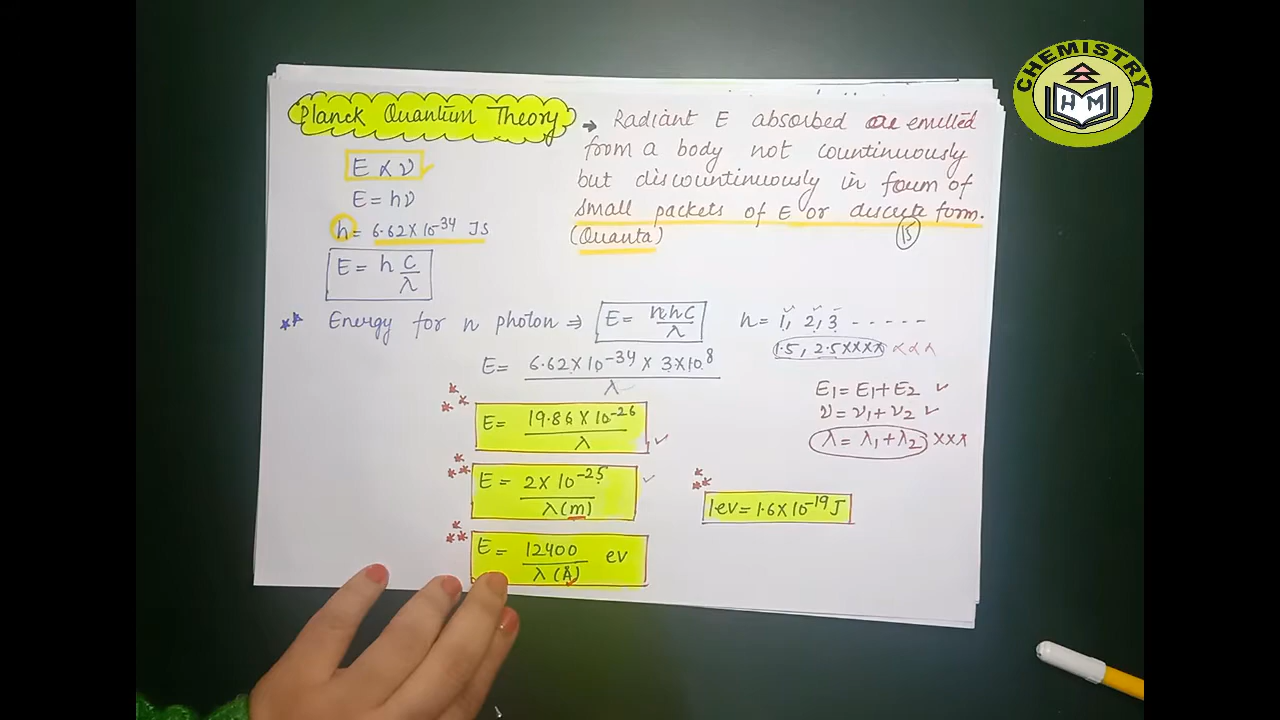 CHEMISTRY
HM
Planck Quantum Theory
→ Radiant E absorbed or emitted
from a body not countinuously
but discountinuously in foum of
small packets of E or discrete form.
(Quanta)
15
E ∝ ν
E = hν
h = 6.62×10⁻³⁴ JS
E = h C/λ
** Energy for n photon ⇒ E = nhC/λ
n = 1, 2, 3 ------
1.5, 2.5×××× ∝∝∝
E = 6.62×10⁻³⁴ × 3×10⁸/λ
E₁ = E₁+E₂ ✓
ν = ν₁+ν₂ ✓
λ = λ₁+λ₂ ×××
*** E = 19.86×10⁻²⁶/λ ✓
*** E = 2×10⁻²⁵/λ(m) ✓
*** 1ev = 1.6×10⁻¹⁹J
*** E = 12400/λ(Å) ev